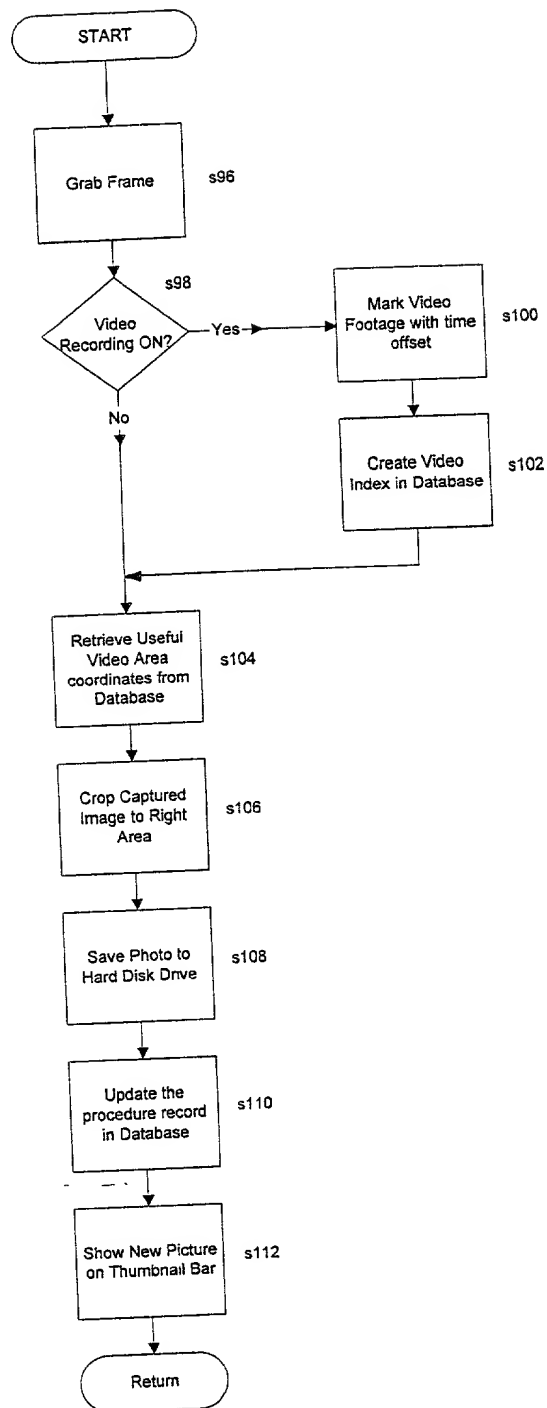 START
Grab Frame
s96
s98
Video
Recording ON?
Yes
No
Mark Video
Footage with time
offset
s100
Create Video
Index in Database
s102
Retrieve Useful
Video Area
coordinates from
Database
s104
Crop Captured
Image to Right
Area
s106
Save Photo to
Hard Disk Drive
s108
Update the
procedure record
in Database
s110
Show New Picture
on Thumbnail Bar
s112
Return